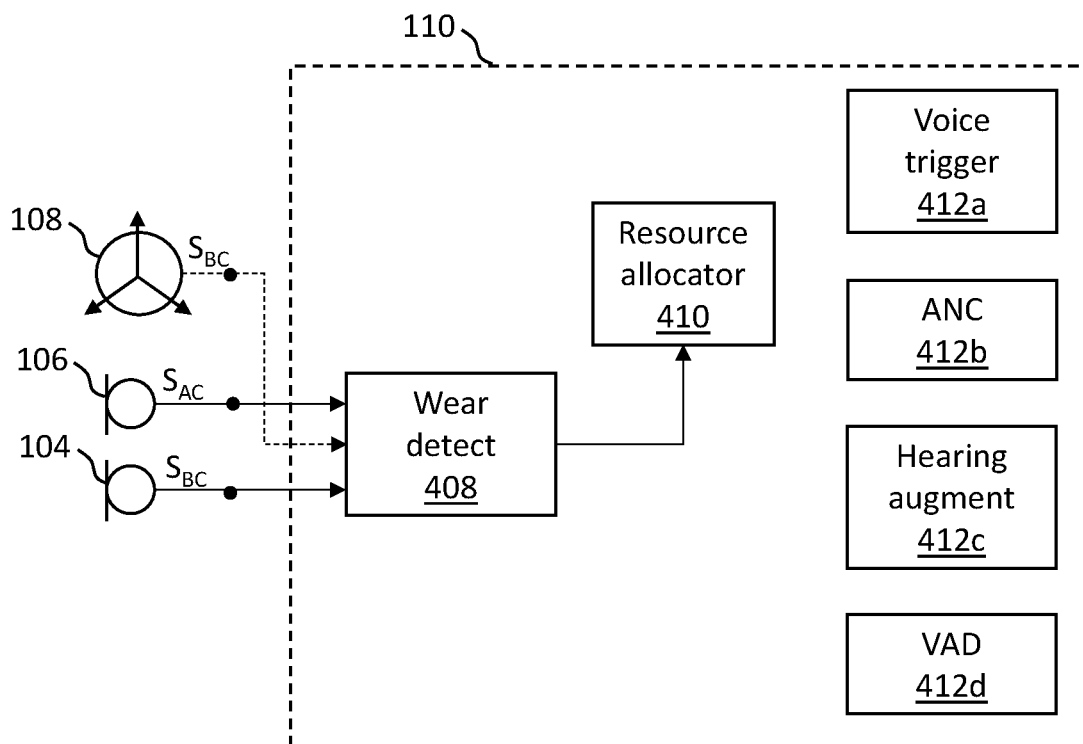 110
Voice
trigger
412a
108
S_BC
Resource
allocator
410
ANC
412b
106
S_AC
Wear
detect
408
104
S_BC
Hearing
augment
412c
VAD
412d